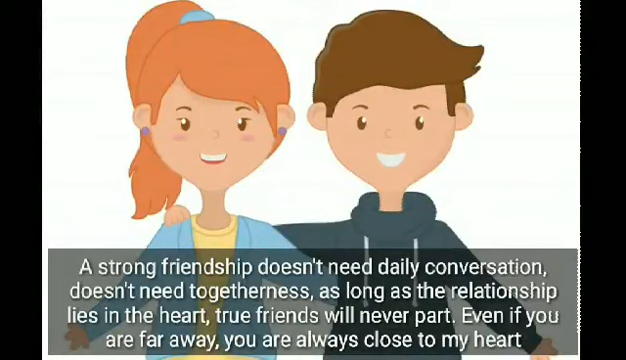 A strong friendship doesn't need daily conversation,
doesn't need togetherness, as long as the relationship
lies in the heart, true friends will never part. Even if you
are far away, you are always close to my heart